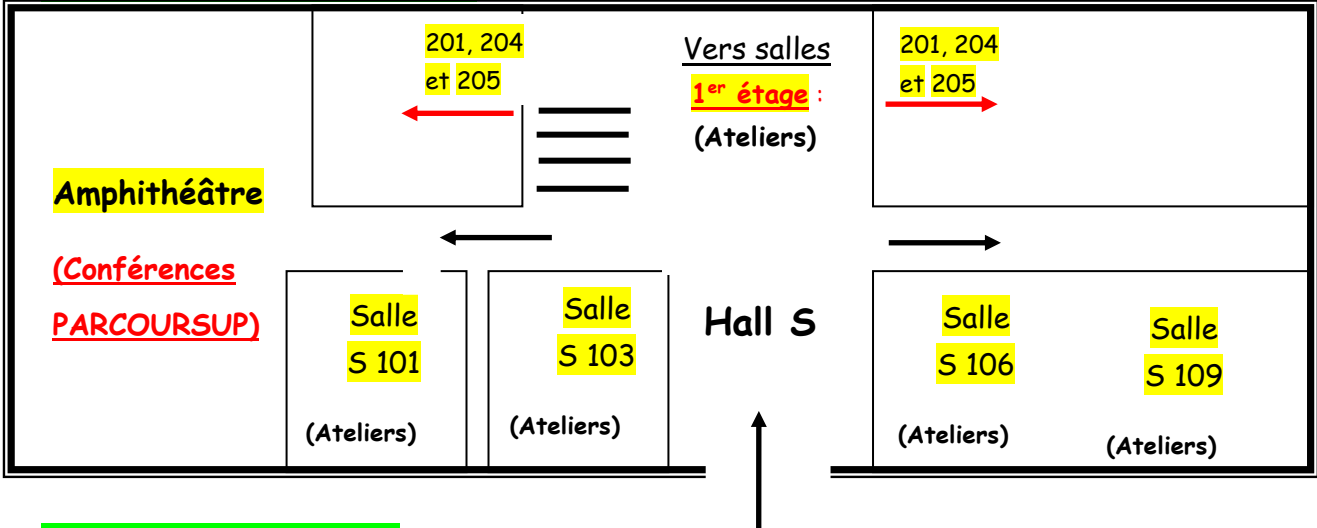 201, 204
et 205
Vers salles
1er étage :
(Ateliers)
201, 204
et 205
Amphithéâtre
(Conférences
PARCOURSUP)
Salle
S 101
(Ateliers)
Salle
S 103
(Ateliers)
Hall S
Salle
S 106
(Ateliers)
Salle
S 109
(Ateliers)